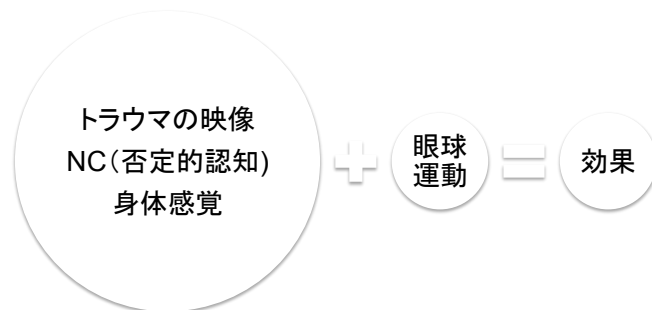 トラウマの映像
NC(否定的認知)
身体感覚
+
眼球
運動
=
効果